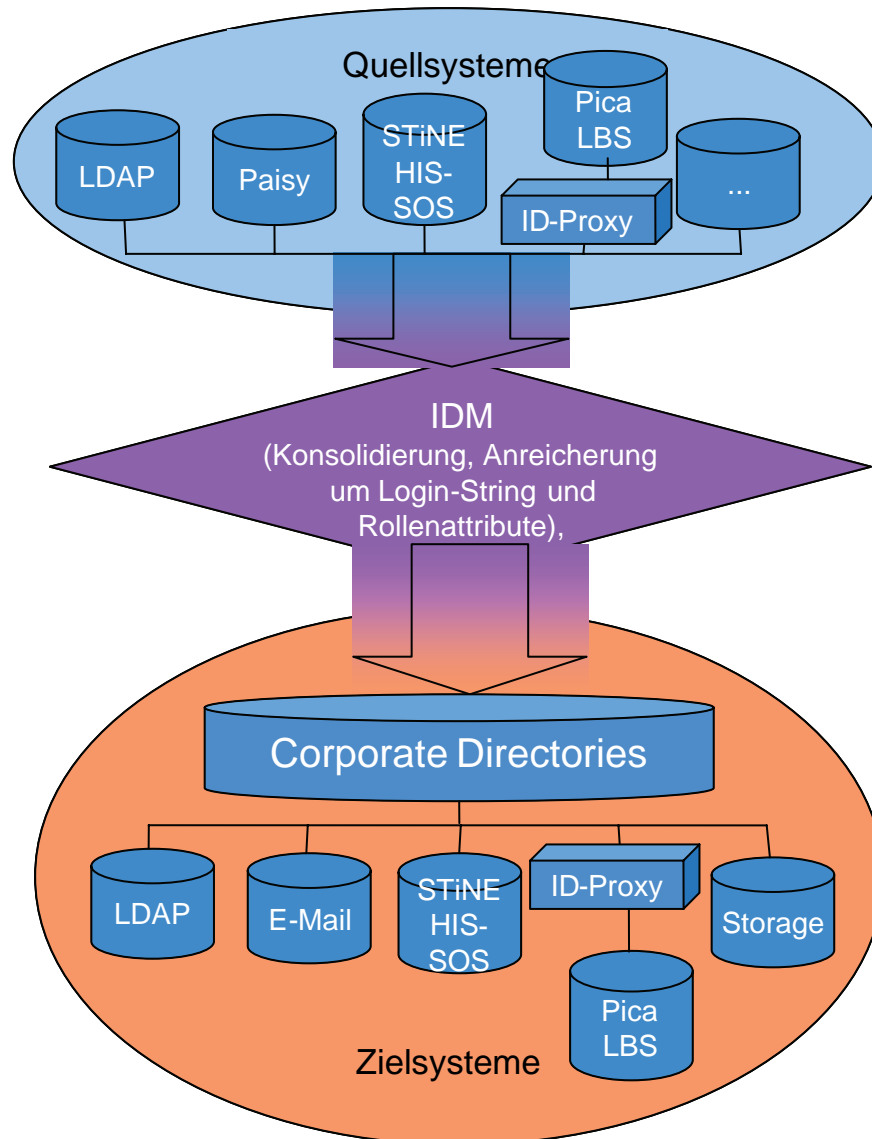 Quellsysteme
LDAP
Paisy
STiNE
HIS-
SOS
Pica
LBS
ID-Proxy
...
IDM
(Konsolidierung, Anreicherung
um Login-String und
Rollenattribute),
Corporate Directories
LDAP
E-Mail
STiNE
HIS-
SOS
ID-Proxy
Storage
Pica
LBS
Zielsysteme